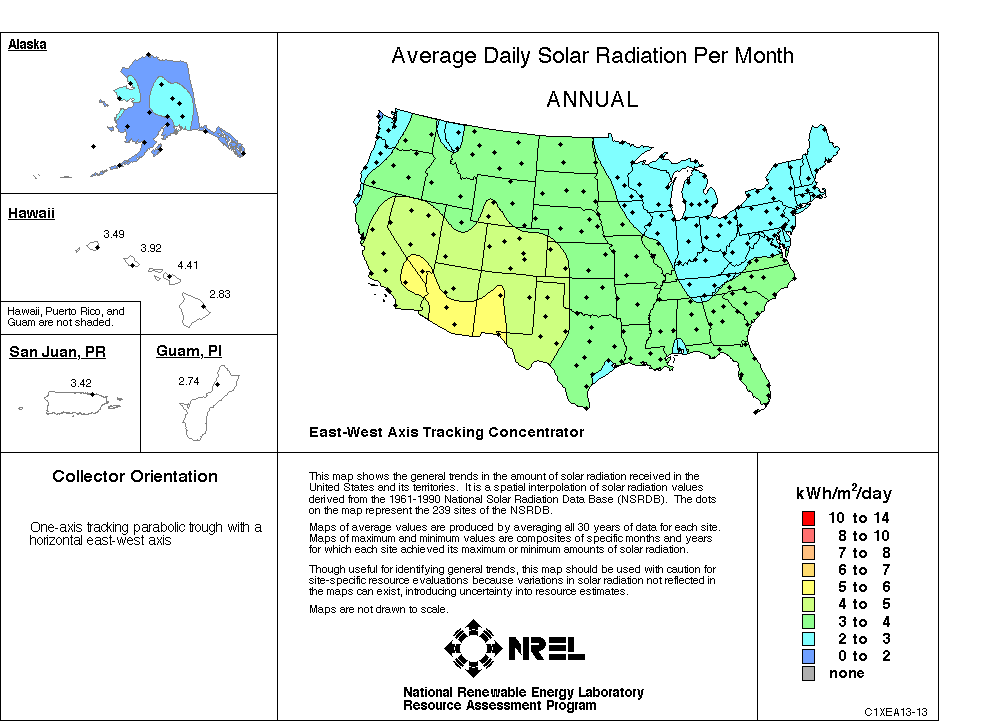 Average Daily Solar Radiation Per Month
ANNUAL
Alaska
Hawaii
3.49
3.92
4.41
2.83
Hawaii, Puerto Rico, and
Guam are not shaded.
San Juan, PR
3.42
Guam, PI
2.74
East-West Axis Tracking Concentrator
Collector Orientation
One-axis tracking parabolic trough with a
horizontal east-west axis
This map shows the general trends in the amount of solar radiation received in the
United States and its territories. It is a spatial interpolation of solar radiation values
derived from the 1961-1990 National Solar Radiation Data Base (NSRDB). The dots
on the map represent the 239 sites of the NSRDB.
Maps of average values are produced by averaging all 30 years of data for each site.
Maps of maximum and minimum values are composites of specific months and years
for which each site achieved its maximum or minimum amounts of solar radiation.
Though useful for identifying general trends, this map should be used with caution for
site-specific resource evaluations because variations in solar radiation not reflected in
the maps can exist, introducing uncertainty into resource estimates.
Maps are not drawn to scale.
NREL
National Renewable Energy Laboratory
Resource Assessment Program
kWh/m²/day
10 to 14
8 to 10
7 to 8
6 to 7
5 to 6
4 to 5
3 to 4
2 to 3
0 to 2
none
C1XEA13-13